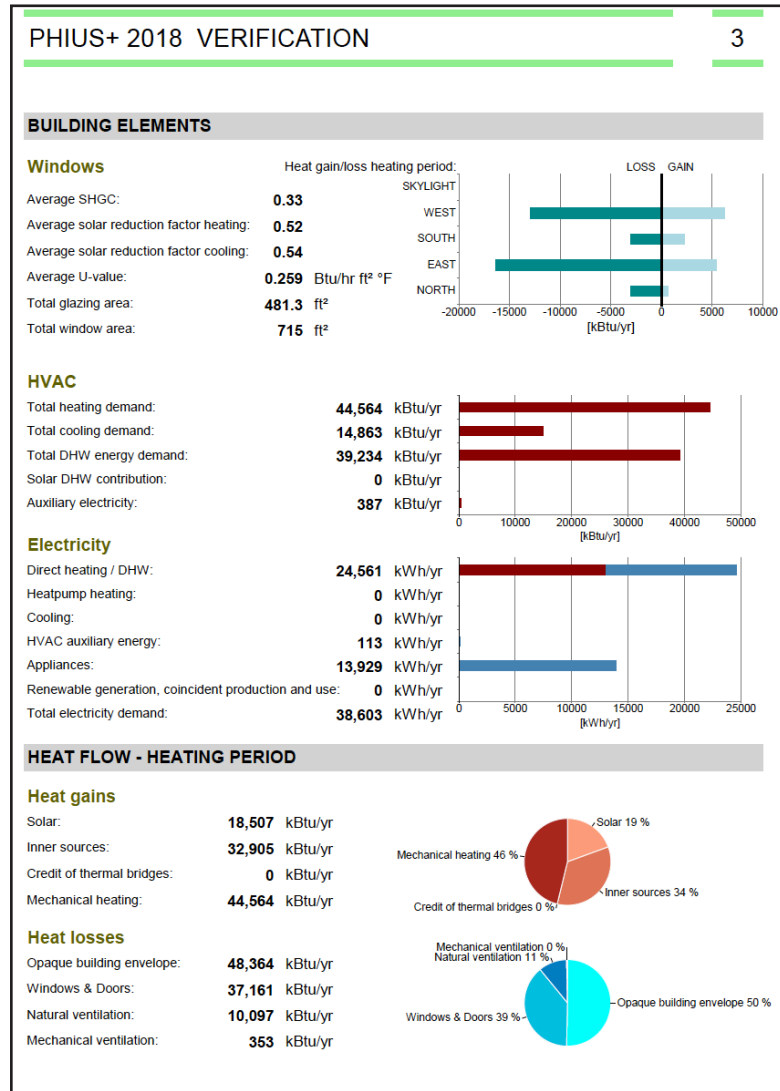 PHIUS+ 2018  VERIFICATION 3
BUILDING ELEMENTS
Windows
Heat gain/loss heating period:
Average SHGC: 0.33
Average solar reduction factor heating: 0.52
Average solar reduction factor cooling: 0.54
Average U-value: 0.259 Btu/hr ft² °F
Total glazing area: 481.3 ft²
Total window area: 715 ft²
LOSS GAIN
SKYLIGHT
WEST
SOUTH
EAST
NORTH
-20000 -15000 -10000 -5000 0 5000 10000
[kBtu/yr]
HVAC
Total heating demand: 44,564 kBtu/yr
Total cooling demand: 14,863 kBtu/yr
Total DHW energy demand: 39,234 kBtu/yr
Solar DHW contribution: 0 kBtu/yr
Auxiliary electricity: 387 kBtu/yr
0 10000 20000 30000 40000 50000
[kBtu/yr]
Electricity
Direct heating / DHW: 24,561 kWh/yr
Heatpump heating: 0 kWh/yr
Cooling: 0 kWh/yr
HVAC auxiliary energy: 113 kWh/yr
Appliances: 13,929 kWh/yr
Renewable generation, coincident production and use: 0 kWh/yr
Total electricity demand: 38,603 kWh/yr
0 5000 10000 15000 20000 25000
[kWh/yr]
HEAT FLOW - HEATING PERIOD
Heat gains
Solar: 18,507 kBtu/yr
Inner sources: 32,905 kBtu/yr
Credit of thermal bridges: 0 kBtu/yr
Mechanical heating: 44,564 kBtu/yr
Solar 19 %
Mechanical heating 46 %
Inner sources 34 %
Credit of thermal bridges 0 %
Heat losses
Opaque building envelope: 48,364 kBtu/yr
Windows & Doors: 37,161 kBtu/yr
Natural ventilation: 10,097 kBtu/yr
Mechanical ventilation: 353 kBtu/yr
Mechanical ventilation 0 %
Natural ventilation 11 %
Opaque building envelope 50 %
Windows & Doors 39 %